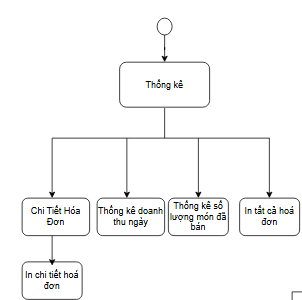 Thống kê
Chi Tiết Hóa
Đơn
Thống kê doanh
thu ngày
Thống kê số
lượng món đã
bán
In tất cả hoá
đơn
In chi tiết hoá
đơn